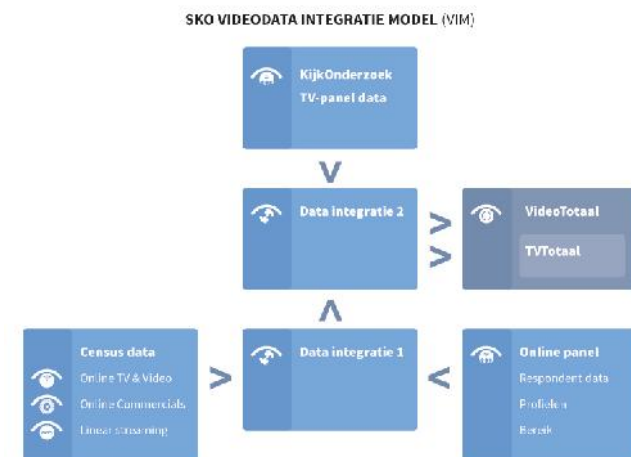 SKO VIDEODATA INTEGRATIE MODEL (VIM)
KijkOnderzoek
TV-panel data
Data integratie 2
VideoTotaal
TVTotaal
Census data
Online TV & Video
Online Commercials
Linear streaming
Data integratie 1
Online panel
Respondent data
Profielen
Bereik